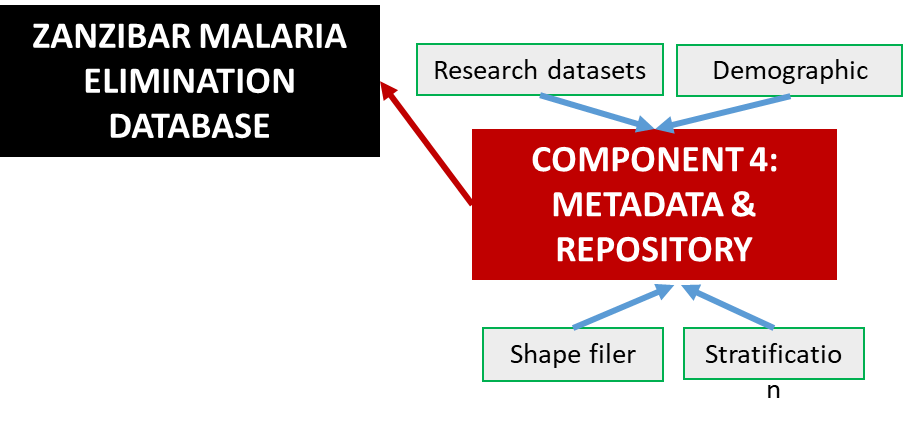 ZANZIBAR MALARIA
ELIMINATION
DATABASE
Research datasets
Demographic
COMPONENT 4:
METADATA &
REPOSITORY
Shape filer
Stratificatio
n